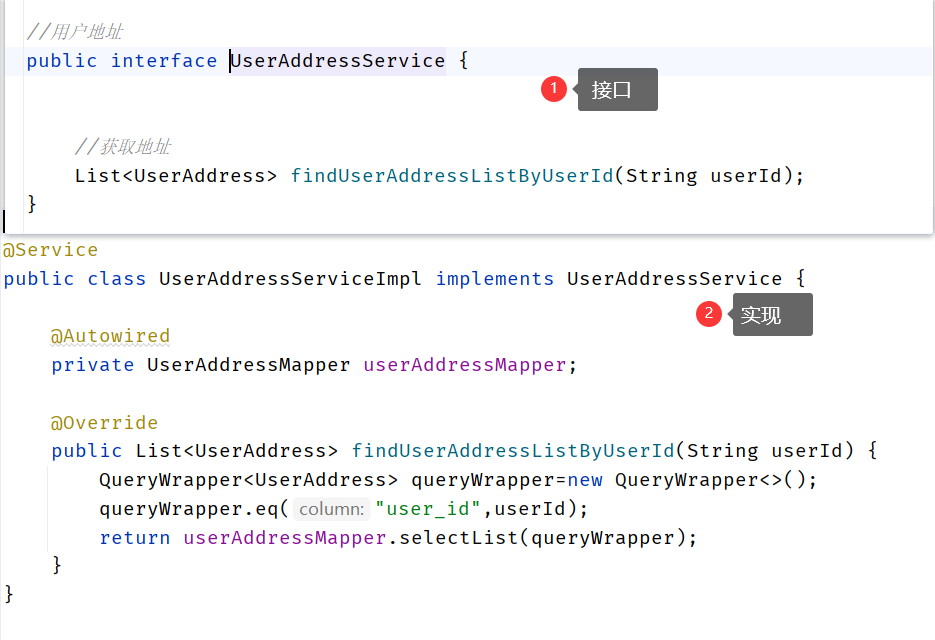 //用户地址
public interface UserAddressService {
1 接口
//获取地址
List<UserAddress> findUserAddressListByUserId(String userId);
}
@Service
public class UserAddressServiceImpl implements UserAddressService {
2 实现
@Autowired
private UserAddressMapper userAddressMapper;
@Override
public List<UserAddress> findUserAddressListByUserId(String userId) {
QueryWrapper<UserAddress> queryWrapper=new QueryWrapper<>();
queryWrapper.eq( column: "user_id",userId);
return userAddressMapper.selectList(queryWrapper);
}
}